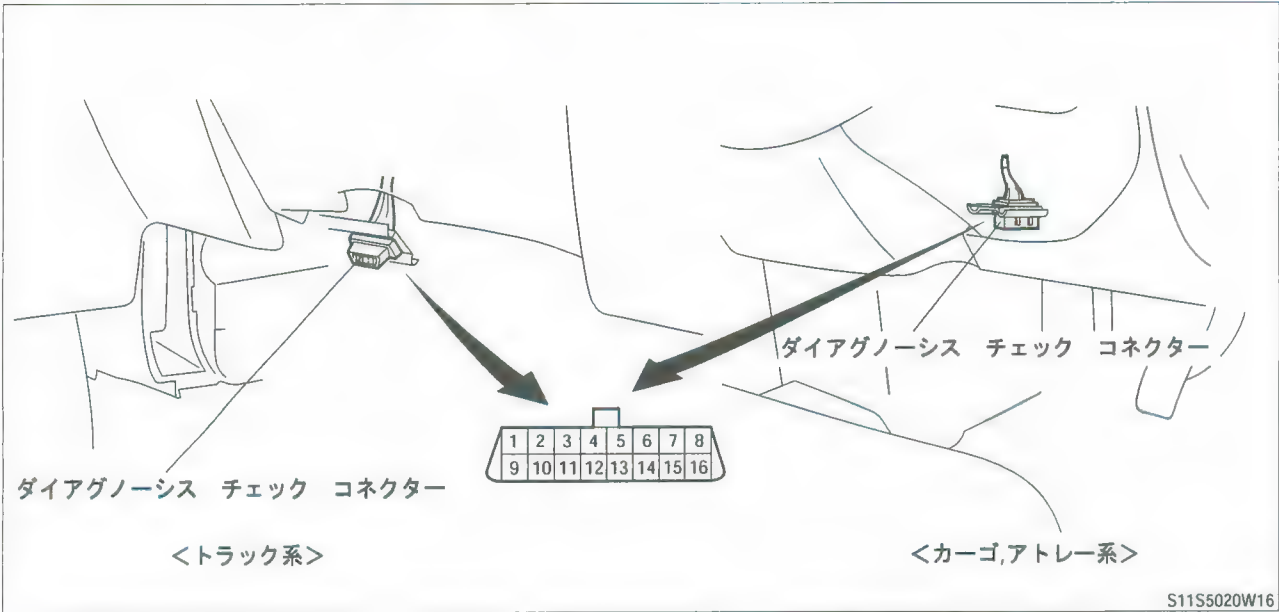 ダイアグノーシス チェック コネクター
1 2 3 4 5 6 7 8
9 10 11 12 13 14 15 16
ダイアグノーシス チェック コネクター
<トラック系>
<カーゴ,アトレー系>
S11S5020W16